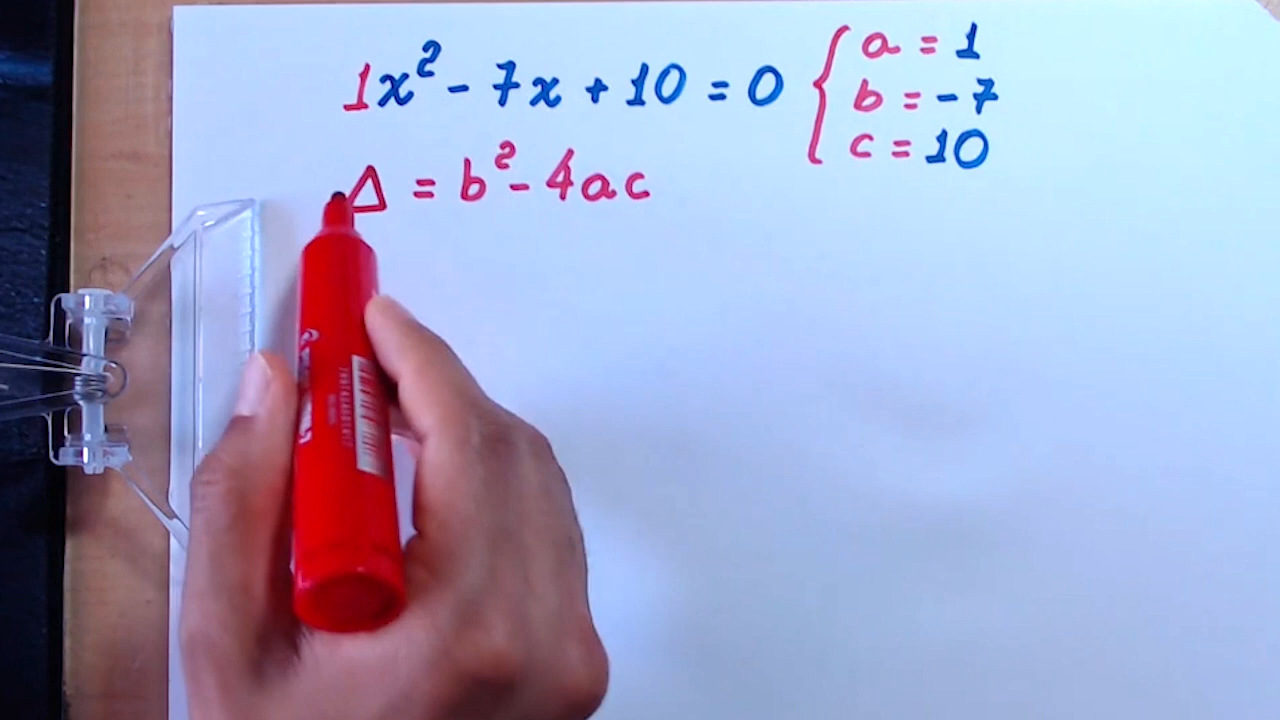 1x² - 7x + 10 = 0
a = 1
b = -7
c = 10
Δ = b² - 4ac